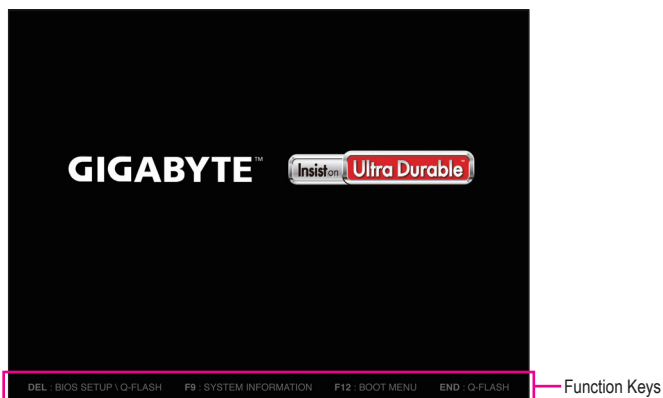 GIGABYTE™ Insist on Ultra Durable™
DEL : BIOS SETUP \ Q-FLASH F9 : SYSTEM INFORMATION F12 : BOOT MENU END : Q-FLASH
Function Keys